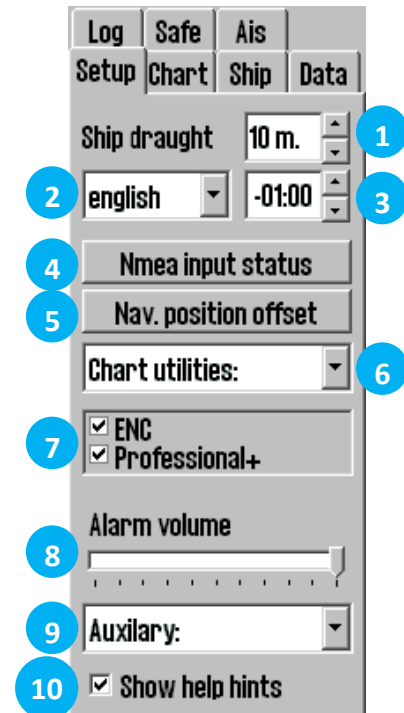 Log Safe Ais
Setup Chart Ship Data
Ship draught 10 m. 1
2 english -01:00 3
4 Nmea input status
5 Nav. position offset
Chart utilities: 6
7 ENC
Professional+
Alarm volume
8
9 Auxilary:
10 Show help hints